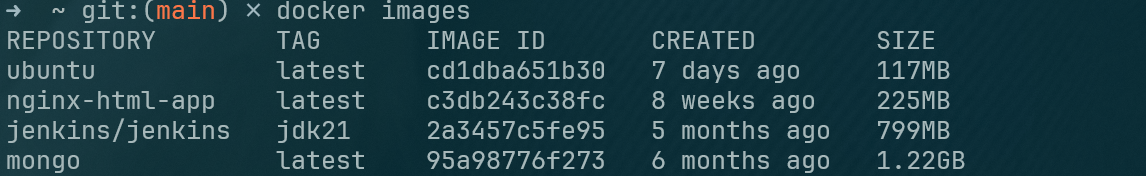 ➜  ~ git:(main) ✗ docker images
REPOSITORY        TAG       IMAGE ID       CREATED        SIZE
ubuntu            latest    cd1dba651b30   7 days ago     117MB
nginx-html-app    latest    c3db243c38fc   8 weeks ago    225MB
jenkins/jenkins   jdk21     2a3457c5fe95   5 months ago   799MB
mongo             latest    95a98776f273   6 months ago   1.22GB